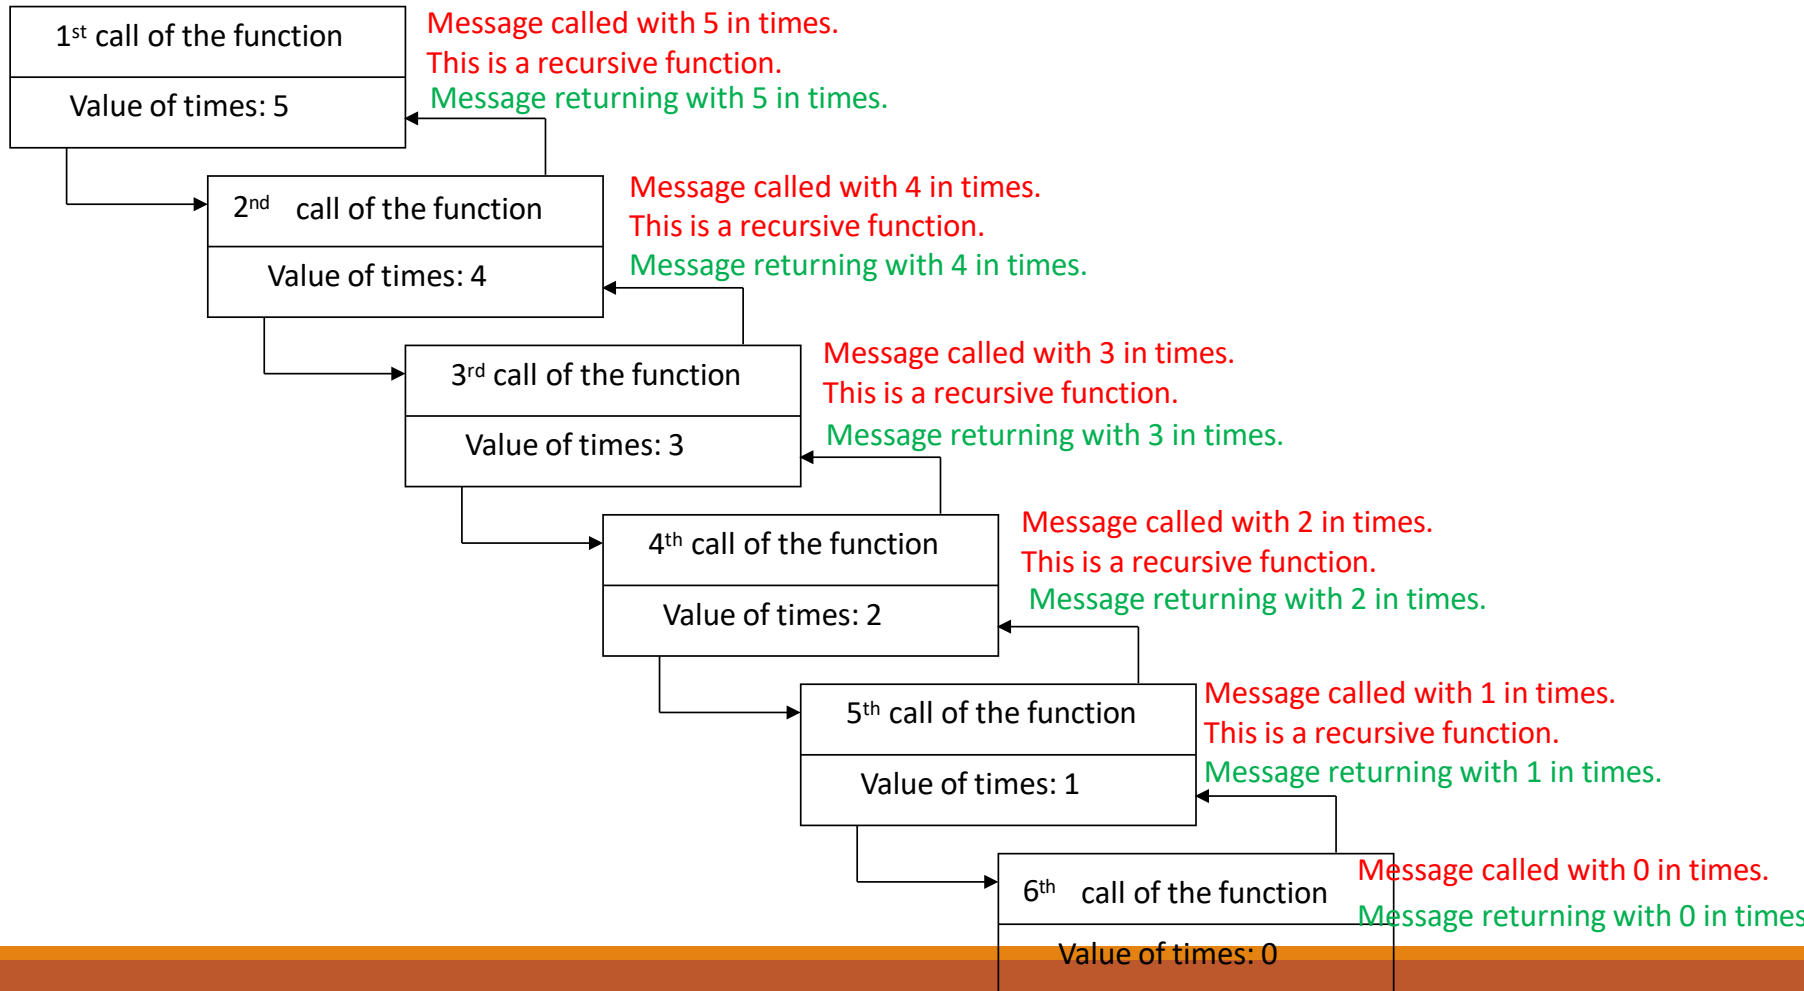 1st call of the function
Value of times: 5
Message called with 5 in times.
This is a recursive function.
Message returning with 5 in times.
2nd call of the function
Value of times: 4
Message called with 4 in times.
This is a recursive function.
Message returning with 4 in times.
3rd call of the function
Value of times: 3
Message called with 3 in times.
This is a recursive function.
Message returning with 3 in times.
4th call of the function
Value of times: 2
Message called with 2 in times.
This is a recursive function.
Message returning with 2 in times.
5th call of the function
Value of times: 1
Message called with 1 in times.
This is a recursive function.
Message returning with 1 in times.
6th call of the function
Value of times: 0
Message called with 0 in times.
Message returning with 0 in times